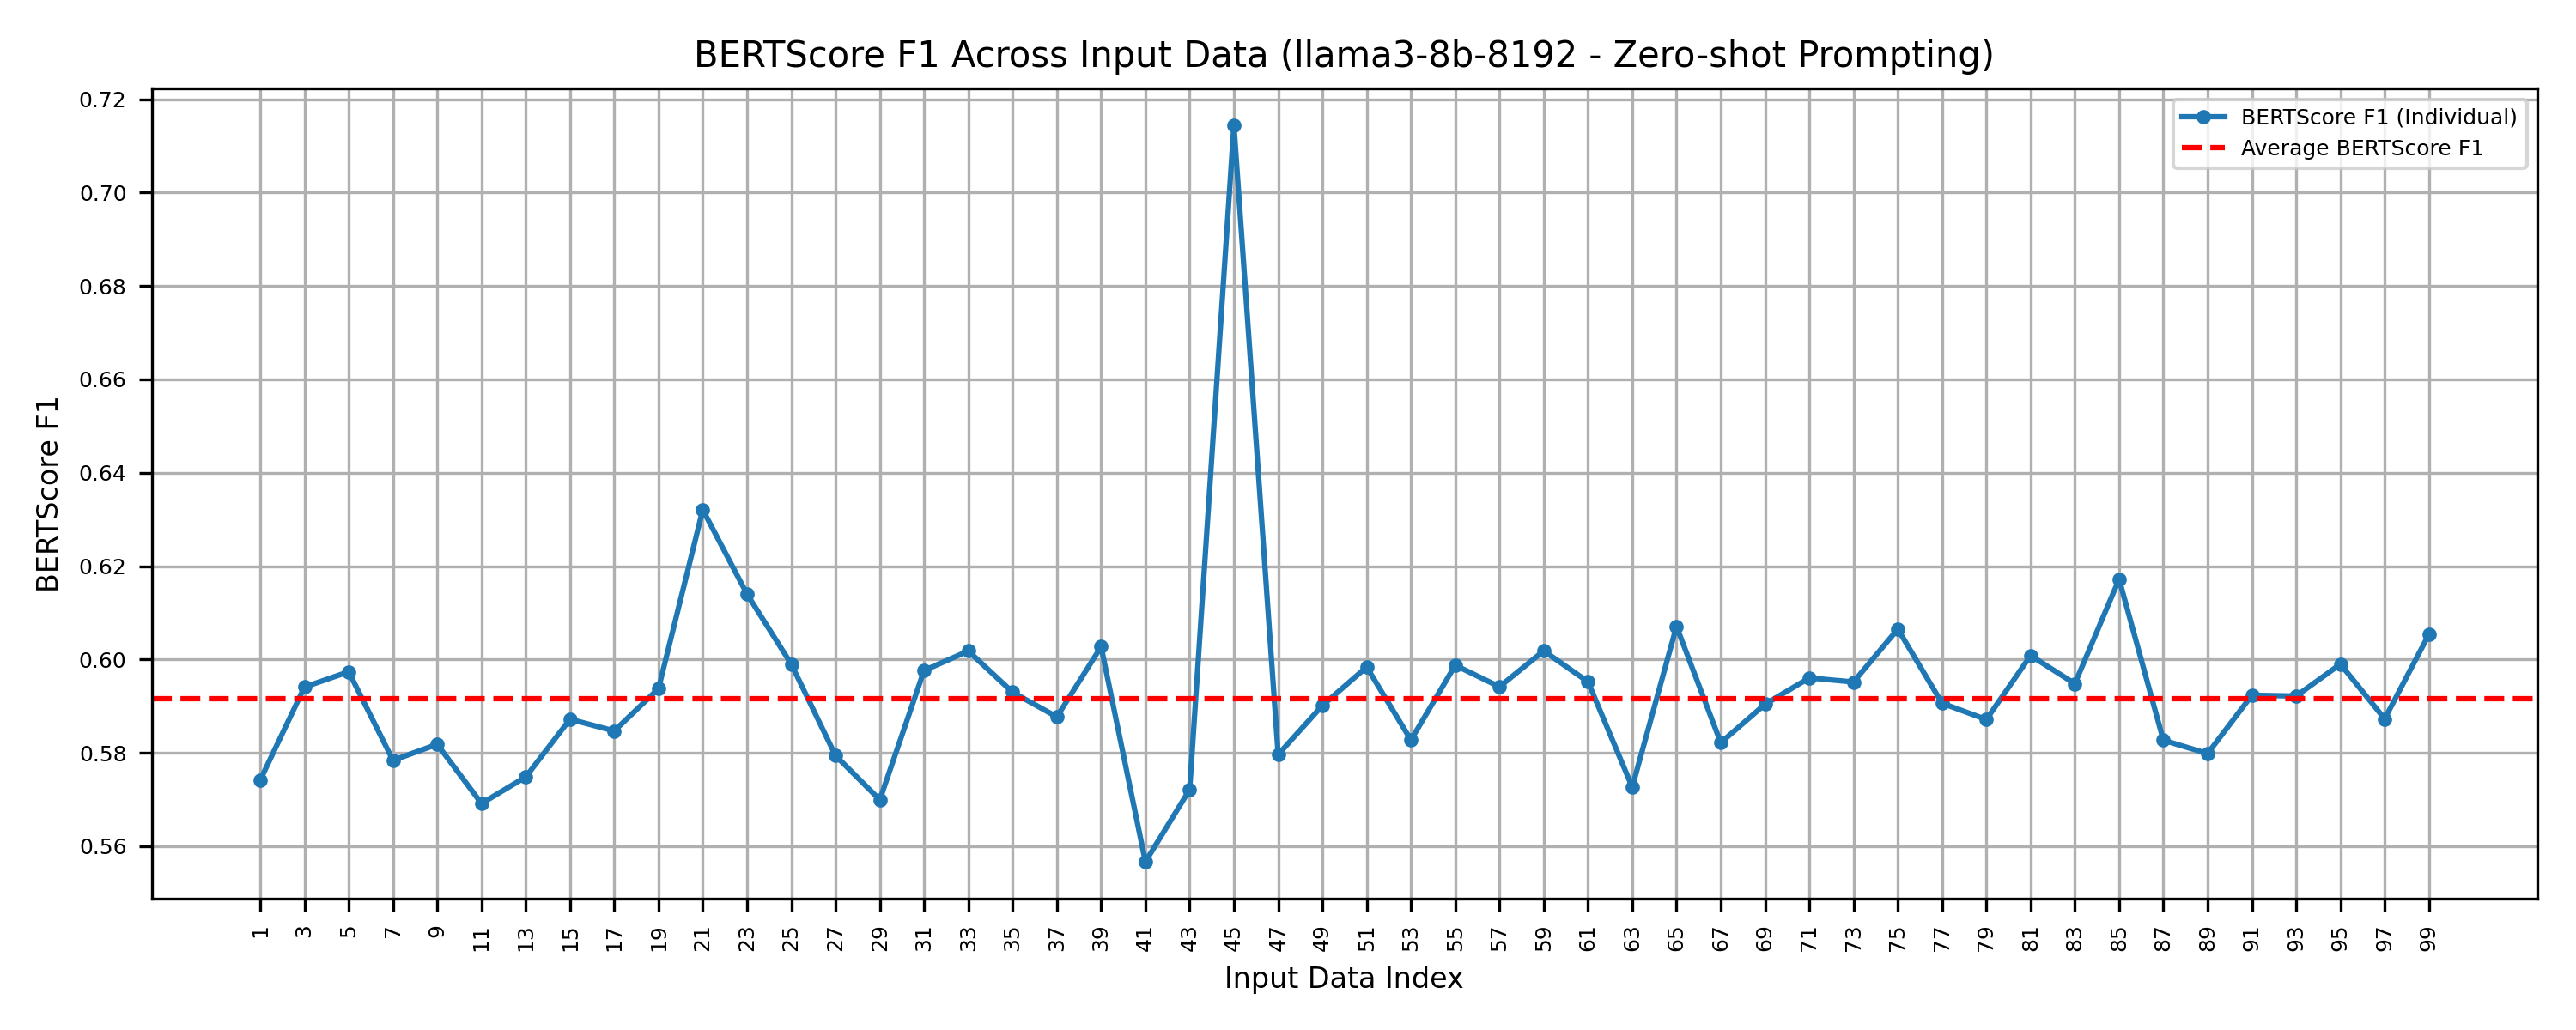 BERTScore F1 Across Input Data (llama3-8b-8192 - Zero-shot Prompting)
BERTScore F1 (Individual)
Average BERTScore F1
BERTScore F1
0.72
0.70
0.68
0.66
0.64
0.62
0.60
0.58
0.56
1 3 5 7 9 11 13 15 17 19 21 23 25 27 29 31 33 35 37 39 41 43 45 47 49 51 53 55 57 59 61 63 65 67 69 71 73 75 77 79 81 83 85 87 89 91 93 95 97 99
Input Data Index